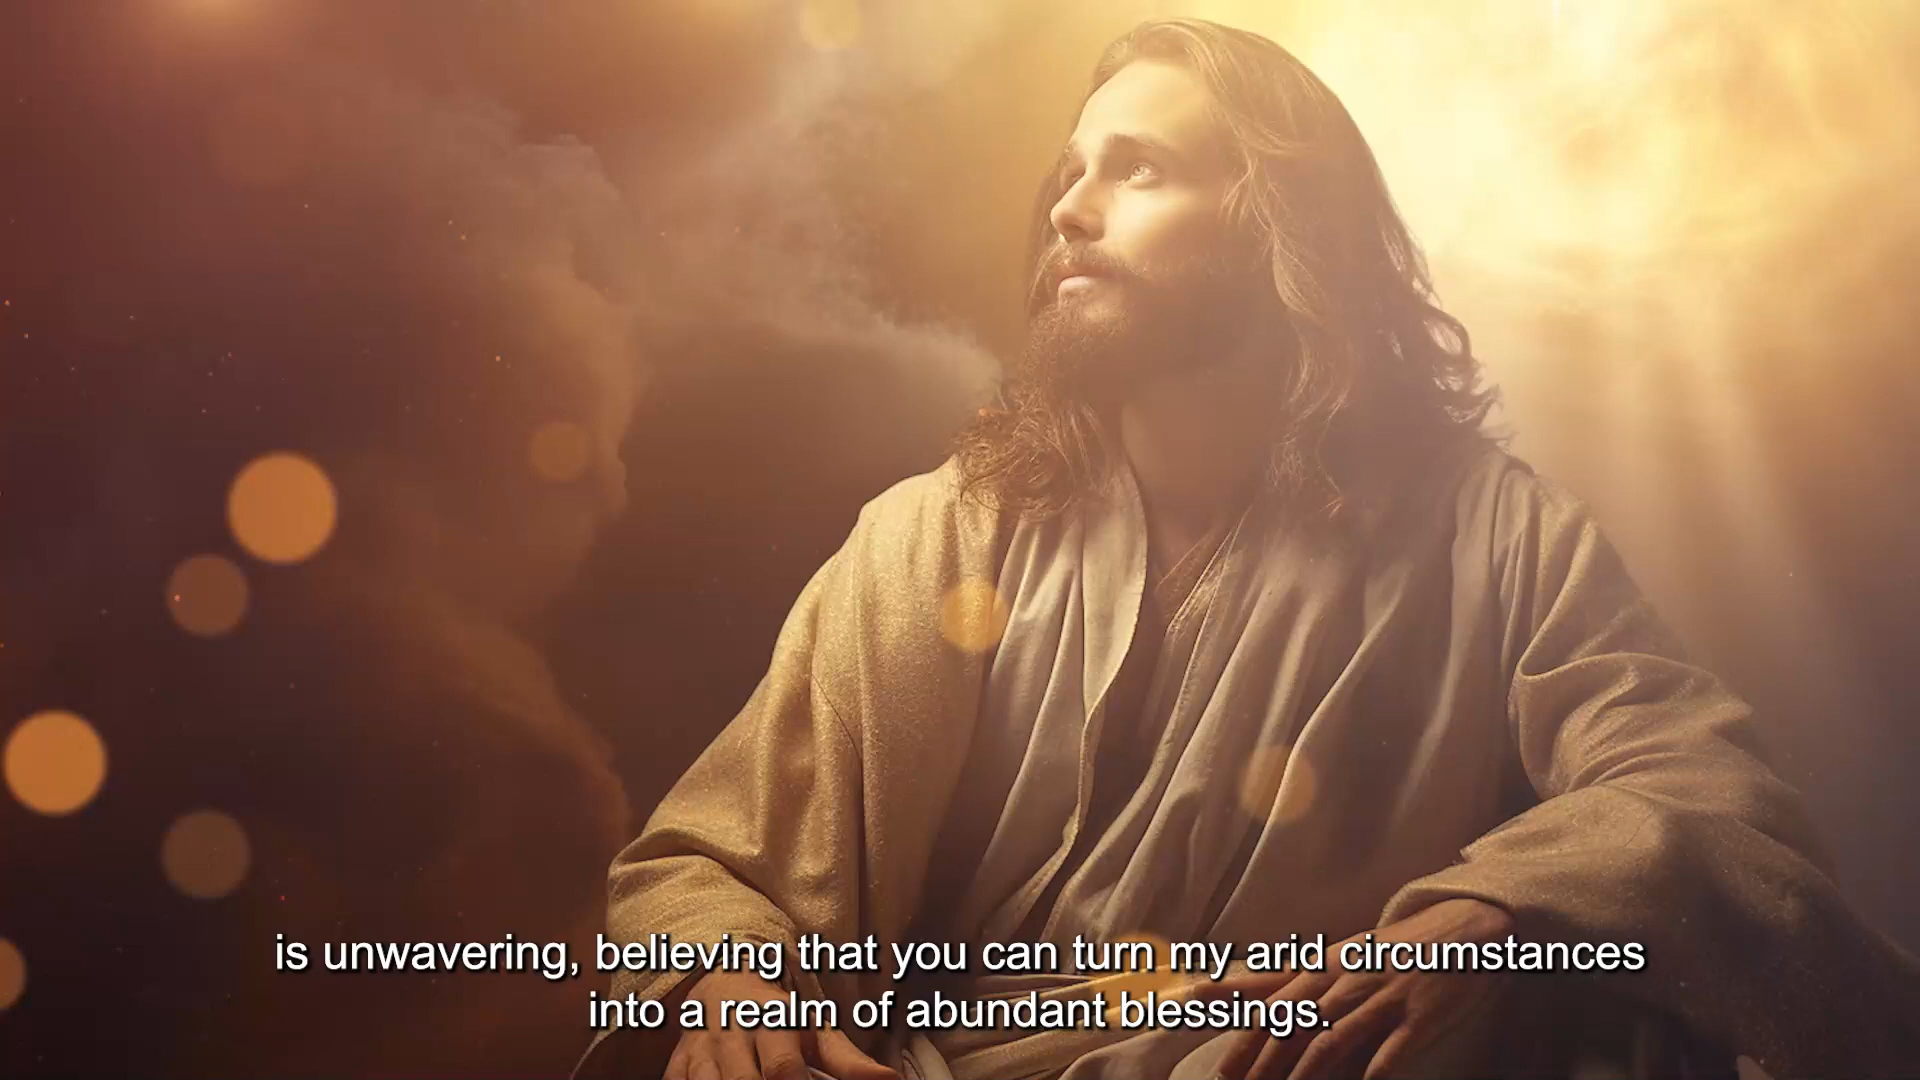 is unwavering, believing that you can turn my arid circumstances
into a realm of abundant blessings.